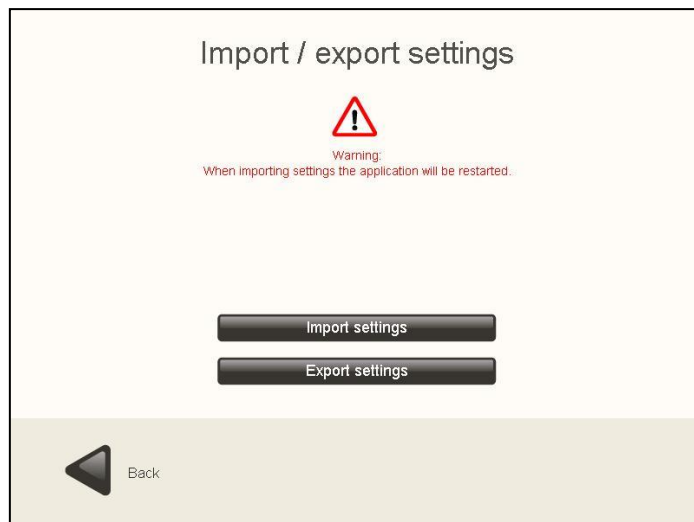 Import / export settings
Warning:
When importing settings the application will be restarted.
Import settings
Export settings
Back